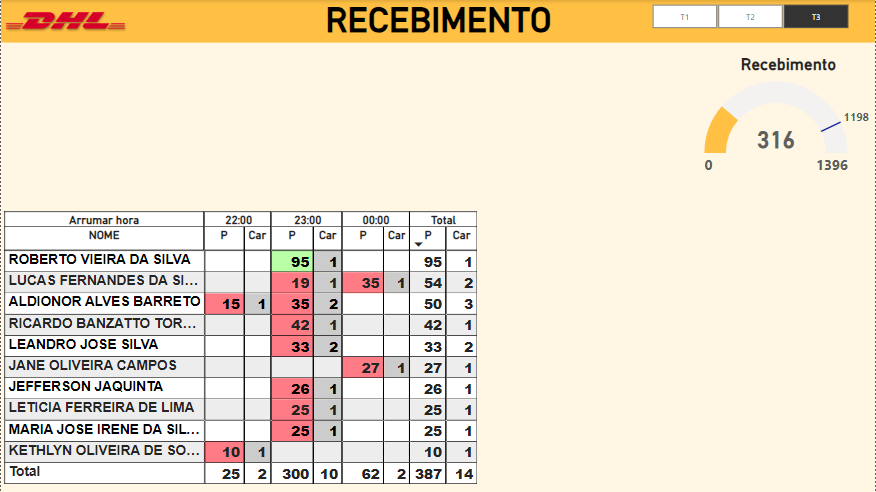 DHL RECEBIMENTO T1 T2 T3
Recebimento
1198
316
0 1396
Arrumar hora 22:00 23:00 00:00 Total
NOME P Car P Car P Car P Car
ROBERTO VIEIRA DA SILVA 95 1 95 1
LUCAS FERNANDES DA SI... 19 1 35 1 54 2
ALDIONOR ALVES BARRETO 15 1 35 2 50 3
RICARDO BANZATTO TOR... 42 1 42 1
LEANDRO JOSE SILVA 33 2 33 2
JANE OLIVEIRA CAMPOS 27 1 27 1
JEFFERSON JAQUINTA 26 1 26 1
LETICIA FERREIRA DE LIMA 25 1 25 1
MARIA JOSE IRENE DA SIL... 25 1 25 1
KETHLYN OLIVEIRA DE SO... 10 1 10 1
Total 25 2 300 10 62 2 387 14